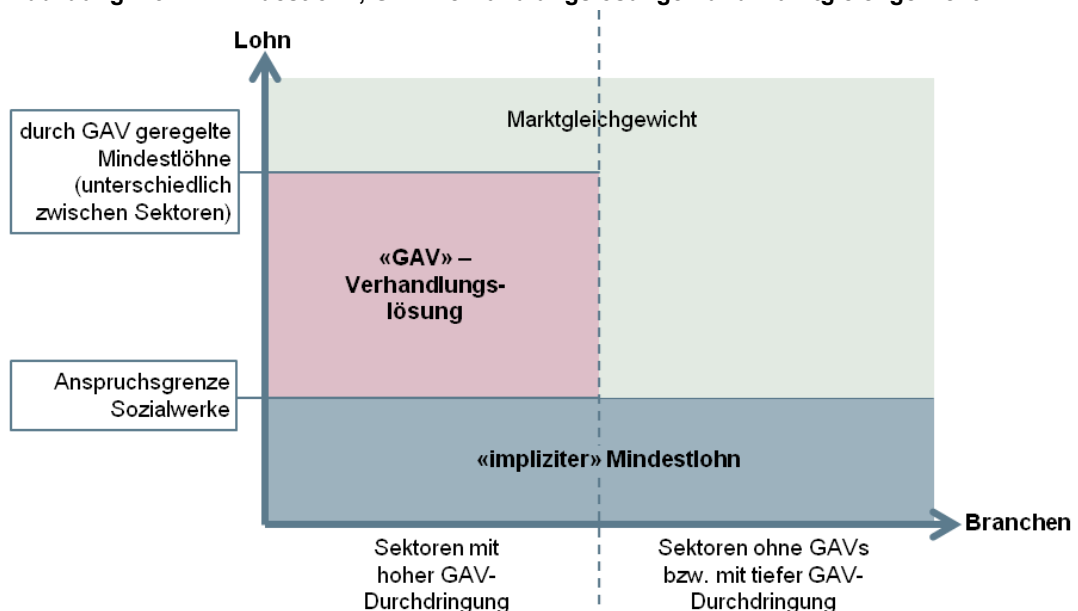 Lohn
Marktgleichgewicht
durch GAV geregelte
Mindestlöhne
(unterschiedlich
zwischen Sektoren)
«GAV» –
Verhandlungs-
lösung
Anspruchsgrenze
Sozialwerke
«impliziter» Mindestlohn
Branchen
Sektoren mit
hoher GAV-
Durchdringung
Sektoren ohne GAVs
bzw. mit tiefer GAV-
Durchdringung